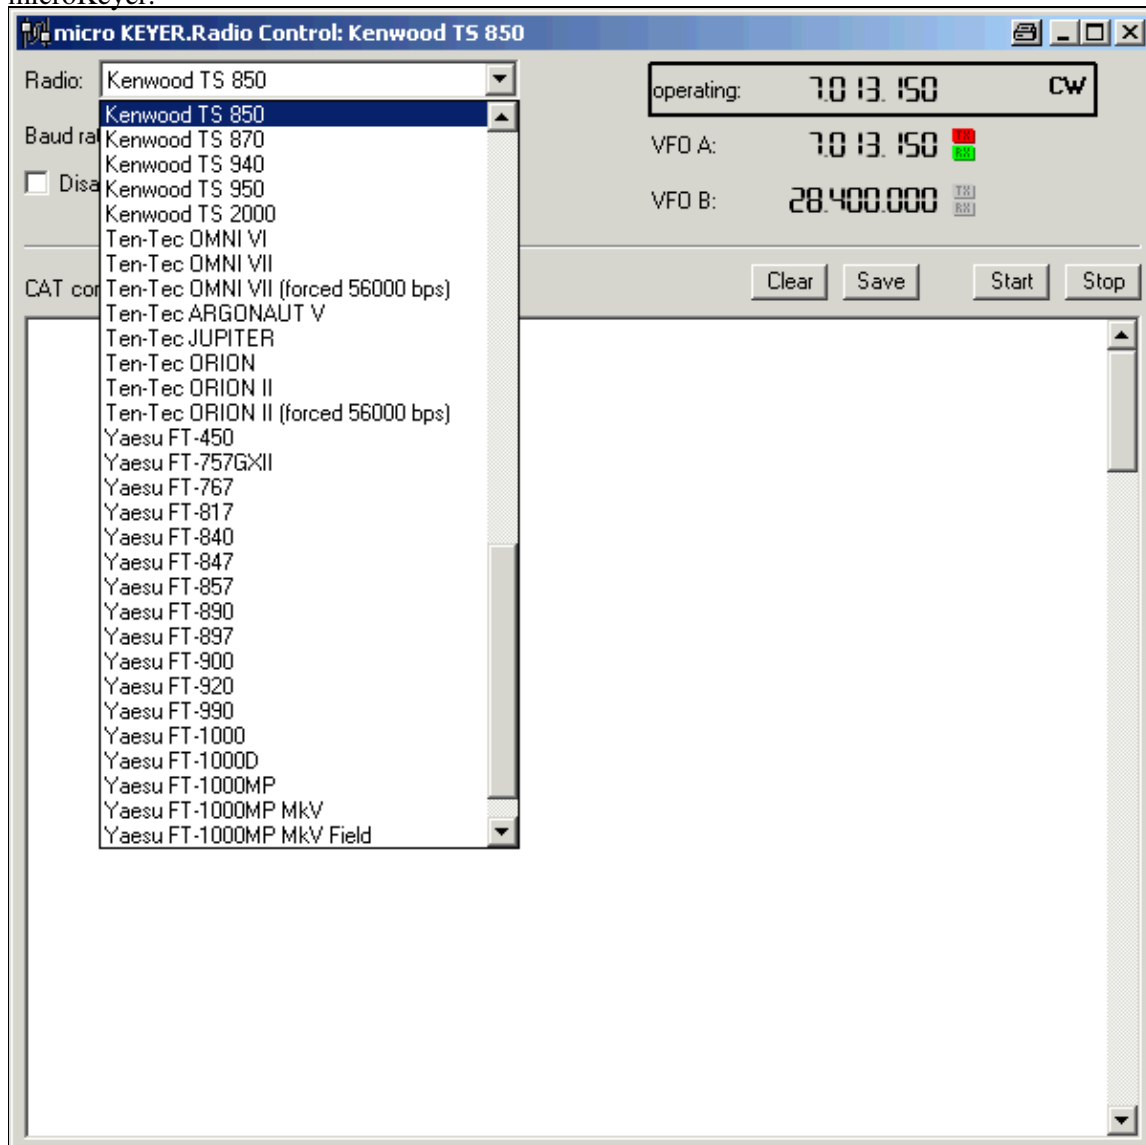 microKeyer.
micro KEYER.Radio Control: Kenwood TS 850
Radio: Kenwood TS 850
operating: 7.013.150 CW
Kenwood TS 850
Baud rat
Kenwood TS 870
VFO A: 7.013.150 TX RX
Kenwood TS 940
Disa
Kenwood TS 950
Kenwood TS 2000
VFO B: 28.400.000 TX RX
Ten-Tec OMNI VI
Ten-Tec OMNI VII
CAT cor
Ten-Tec OMNI VII (forced 56000 bps)
Clear Save Start Stop
Ten-Tec ARGONAUT V
Ten-Tec JUPITER
Ten-Tec ORION
Ten-Tec ORION II
Ten-Tec ORION II (forced 56000 bps)
Yaesu FT-450
Yaesu FT-757GXII
Yaesu FT-767
Yaesu FT-817
Yaesu FT-840
Yaesu FT-847
Yaesu FT-857
Yaesu FT-890
Yaesu FT-897
Yaesu FT-900
Yaesu FT-920
Yaesu FT-990
Yaesu FT-1000
Yaesu FT-1000D
Yaesu FT-1000MP
Yaesu FT-1000MP MkV
Yaesu FT-1000MP MkV Field